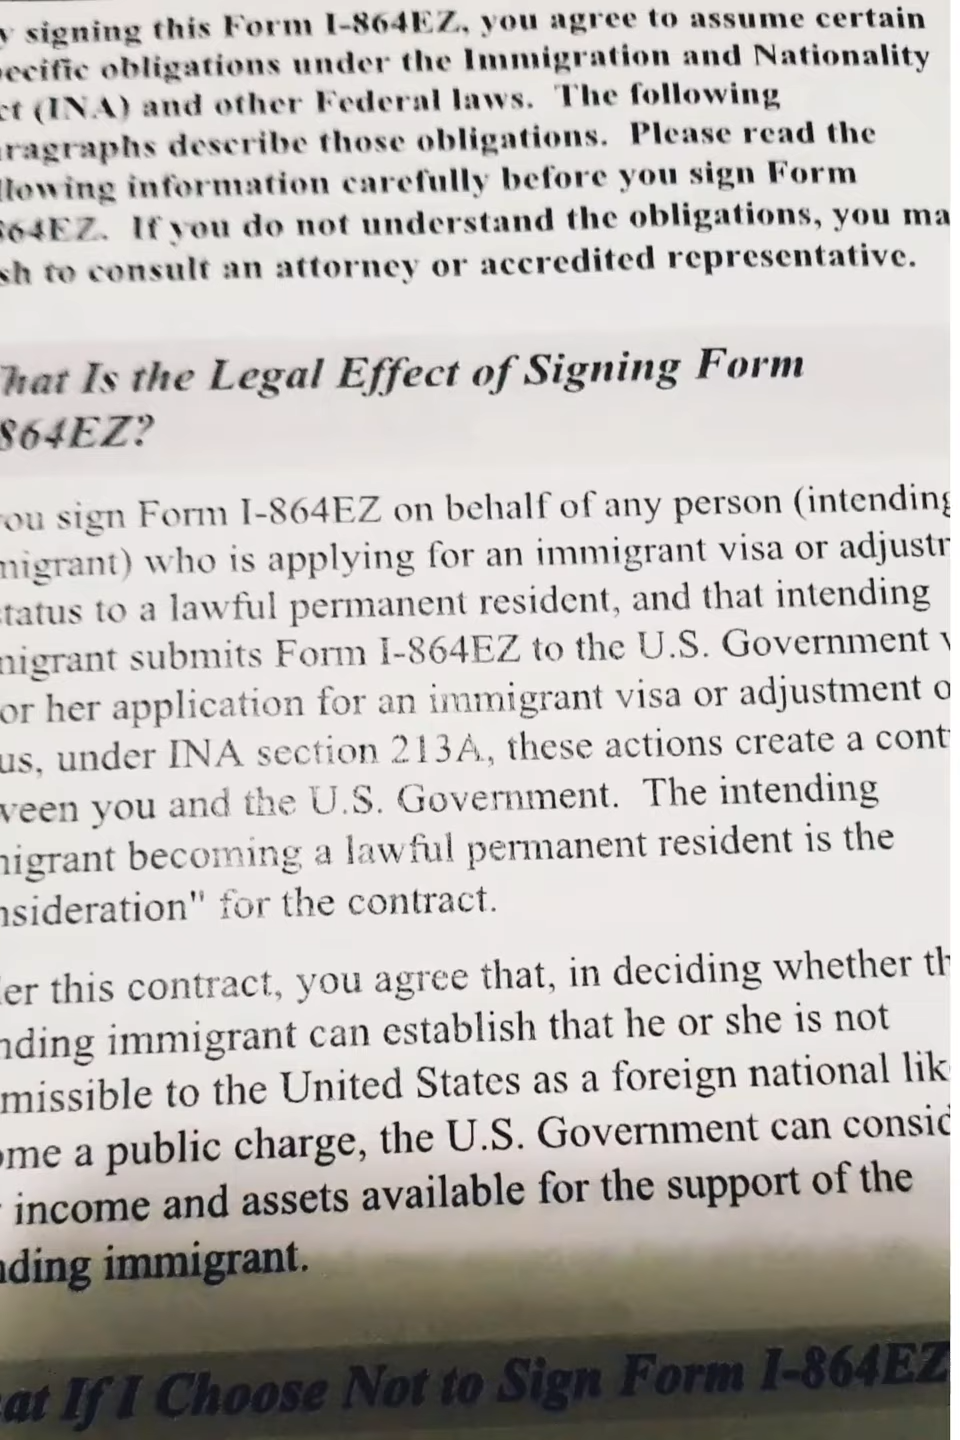 y signing this Form I-864EZ, you agree to assume certain
ecific obligations under the Immigration and Nationality
ct (INA) and other Federal laws. The following
ragraphs describe those obligations. Please read the
llowing information carefully before you sign Form
864EZ. If you do not understand the obligations, you ma
sh to consult an attorney or accredited representative.
hat Is the Legal Effect of Signing Form
864EZ?
ou sign Form I-864EZ on behalf of any person (intending
migrant) who is applying for an immigrant visa or adjustr
status to a lawful permanent resident, and that intending
migrant submits Form I-864EZ to the U.S. Government
or her application for an immigrant visa or adjustment o
us, under INA section 213A, these actions create a cont
ween you and the U.S. Government. The intending
migrant becoming a lawful permanent resident is the
nsideration" for the contract.
er this contract, you agree that, in deciding whether th
nding immigrant can establish that he or she is not
missible to the United States as a foreign national lik
ome a public charge, the U.S. Government can consid
income and assets available for the support of the
nding immigrant.
at If I Choose Not to Sign Form I-864EZ